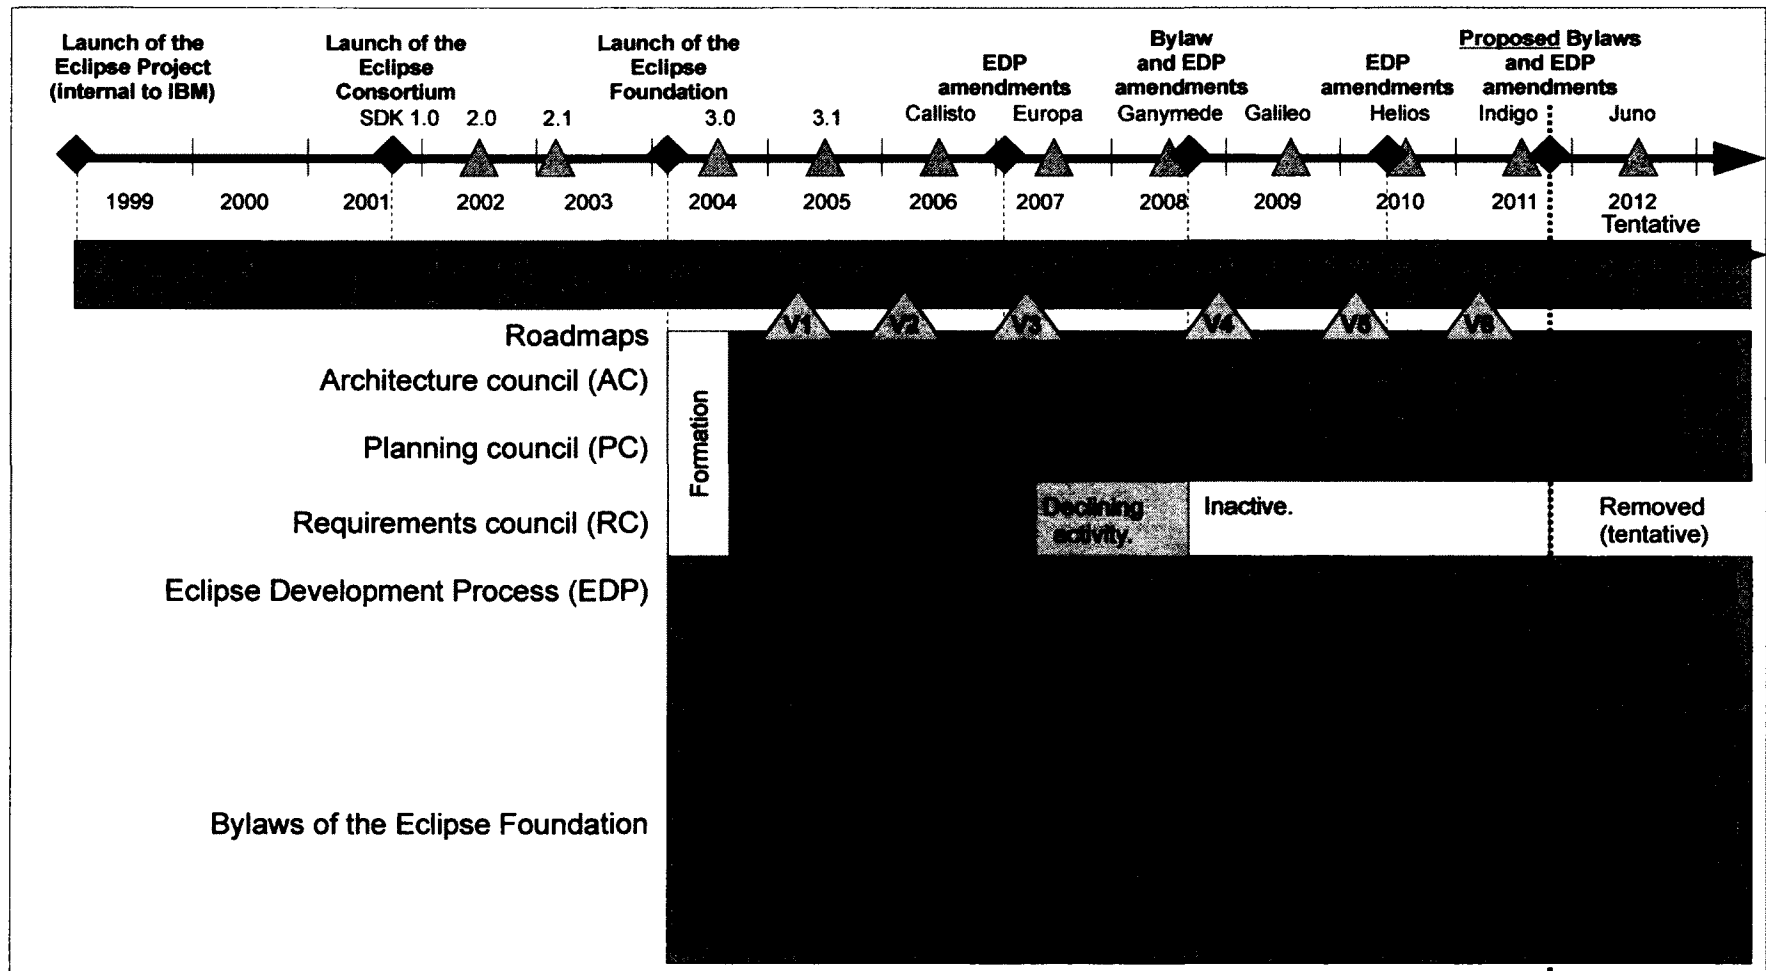 Launch of the
Eclipse Project
(internal to IBM)
Launch of the
Eclipse
Consortium
Launch of the
Eclipse
Foundation
EDP
amendments
Bylaw
and EDP
amendments
EDP
amendments
Proposed Bylaws
and EDP
amendments
SDK 1.0 2.0 2.1 3.0 3.1 Callisto Europa Ganymede Galileo Helios Indigo Juno
1999 2000 2001 2002 2003 2004 2005 2006 2007 2008 2009 2010 2011 2012
Tentative
Roadmaps V1 V2 V3 V4 V5 V6
Architecture council (AC)
Formation
Planning council (PC)
Requirements council (RC)
Declining
activity.
Inactive.
Removed
(tentative)
Eclipse Development Process (EDP)
Bylaws of the Eclipse Foundation